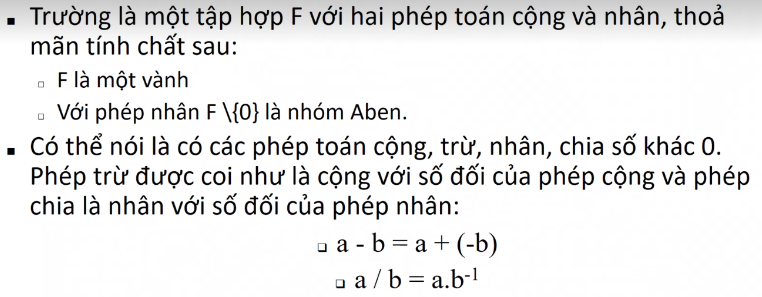 ▪ Trường là một tập hợp F với hai phép toán cộng và nhân, thoả
mãn tính chất sau:
▫ F là một vành
▫ Với phép nhân F \{0} là nhóm Aben.
▪ Có thể nói là có các phép toán cộng, trừ, nhân, chia số khác 0.
Phép trừ được coi như là cộng với số đối của phép cộng và phép
chia là nhân với số đối của phép nhân:
▫ a - b = a + (-b)
▫ a / b = a.b⁻¹